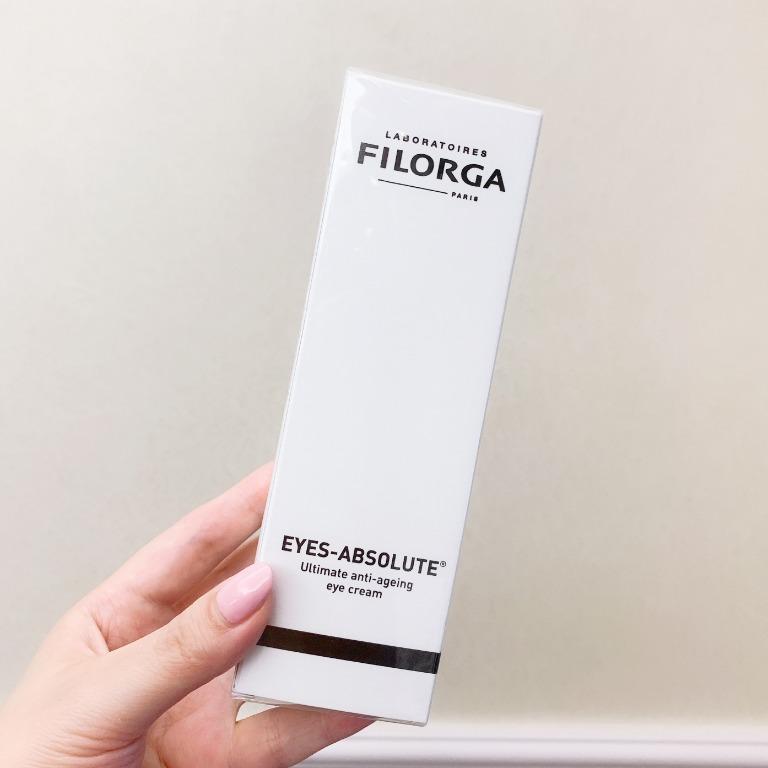 LABORATOIRES
FILORGA
PARIS
EYES-ABSOLUTE®
Ultimate anti-ageing
eye cream